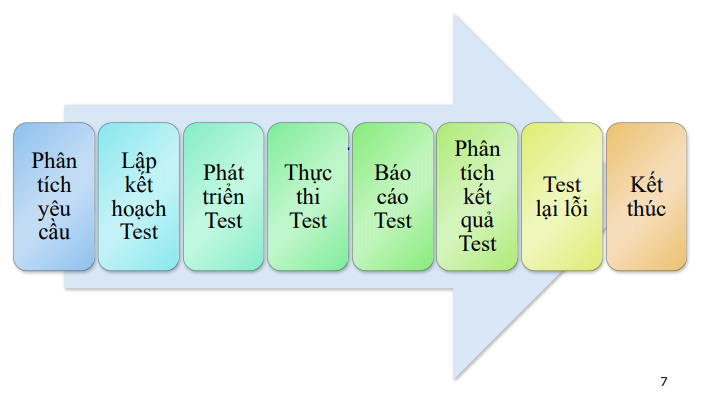 Phân
tích
yêu
cầu
Lập
kết
hoạch
Test
Phát
triển
Test
Thực
thi
Test
Báo
cáo
Test
Phân
tích
kết
quả
Test
Test
lại lỗi
Kết
thúc
7